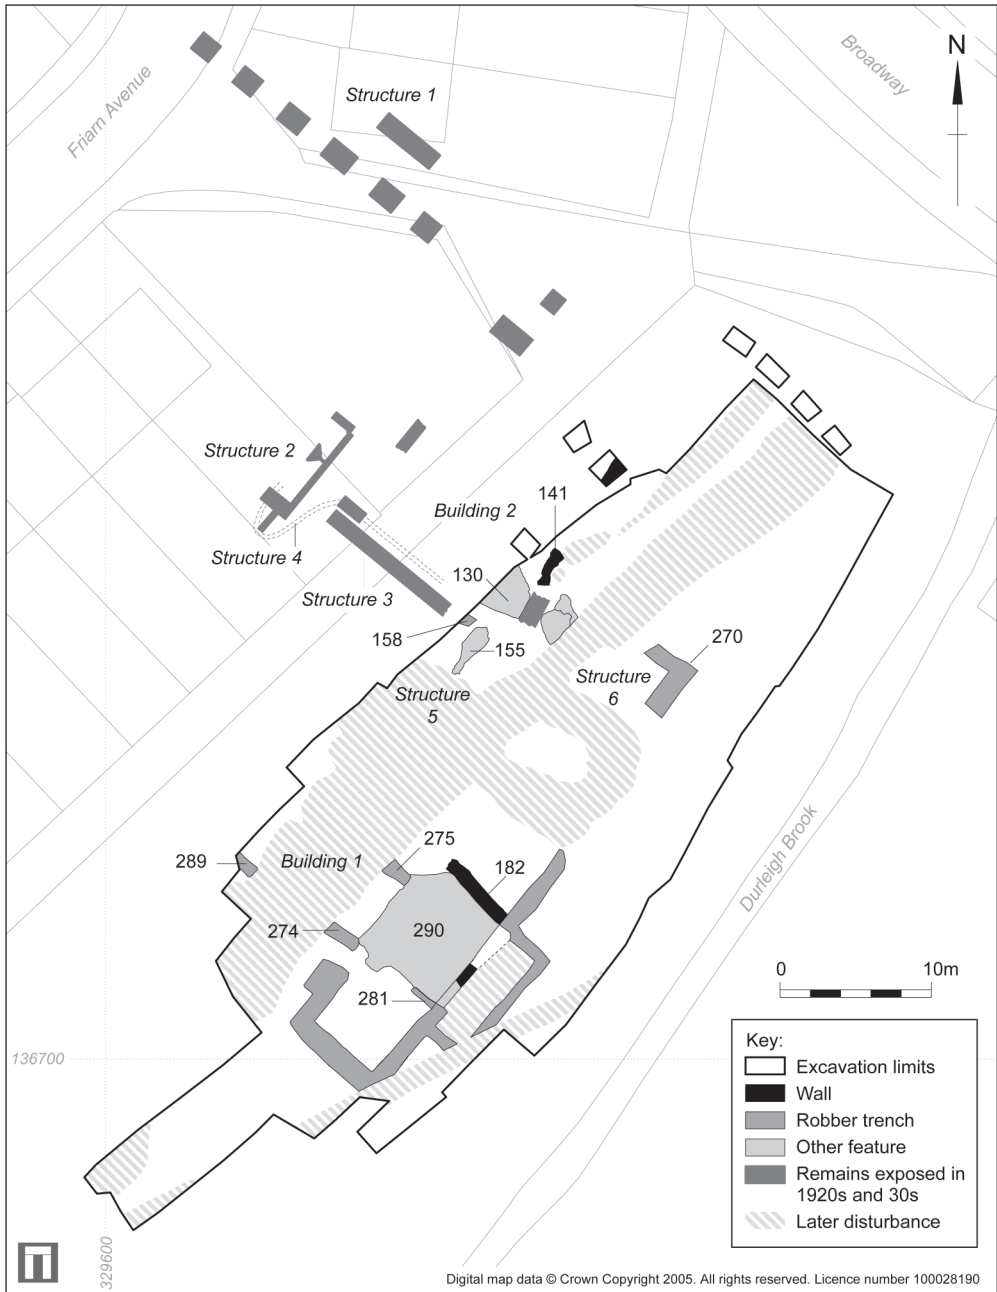 Friarn Avenue
Structure 1
Broadway
N
Structure 2
Structure 4
Structure 3
Building 2
141
130
158
155
270
Structure
5
Structure
6
Durleigh Brook
289
Building 1
275
182
274
290
281
0 10m
136700
329600
Key:
Excavation limits
Wall
Robber trench
Other feature
Remains exposed in
1920s and 30s
Later disturbance
Digital map data © Crown Copyright 2005. All rights reserved. Licence number 100028190